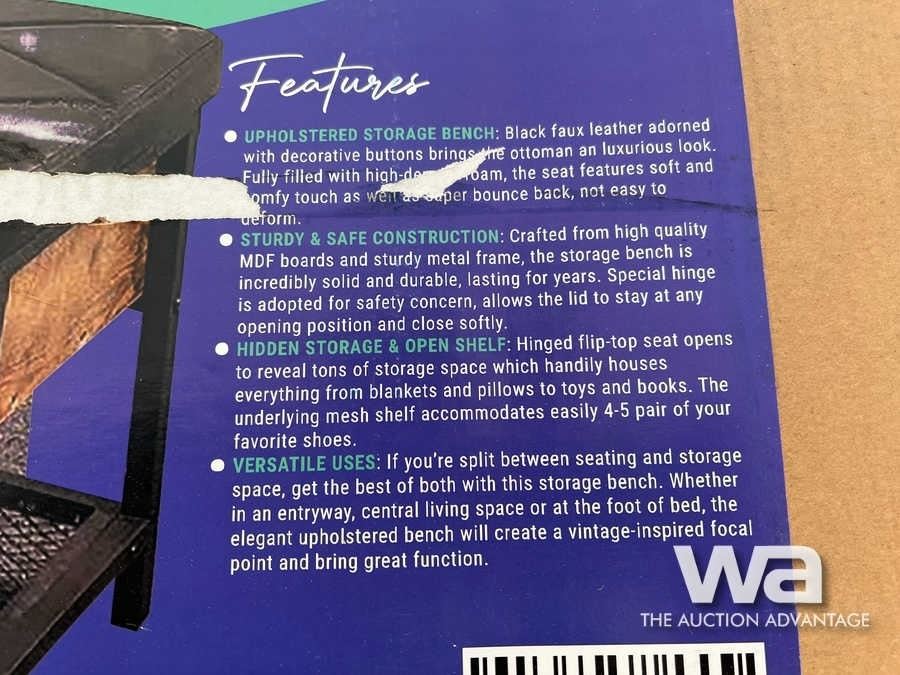 Features
UPHOLSTERED STORAGE BENCH: Black faux leather adorned
with decorative buttons brings the ottoman an luxurious look.
Fully filled with foam, the seat features soft and
comfy touch as well as super bounce back, not easy to
deform.
STURDY & SAFE CONSTRUCTION: Crafted from high quality
MDF boards and sturdy metal frame, the storage bench is
incredibly solid and durable, lasting for years. Special hinge
is adopted for safety concern, allows the lid to stay at any
opening position and close softly.
HIDDEN STORAGE & OPEN SHELF: Hinged flip-top seat opens
to reveal tons of storage space which handily houses
everything from blankets and pillows to toys and books. The
underlying mesh shelf accommodates easily 4-5 pair of your
favorite shoes.
VERSATILE USES: If you're split between seating and storage
space, get the best of both with this storage bench. Whether
in an entryway, central living space or at the foot of bed, the
elegant upholstered bench will create a vintage-inspired focal
point and bring great function.
wa
THE AUCTION ADVANTAGE